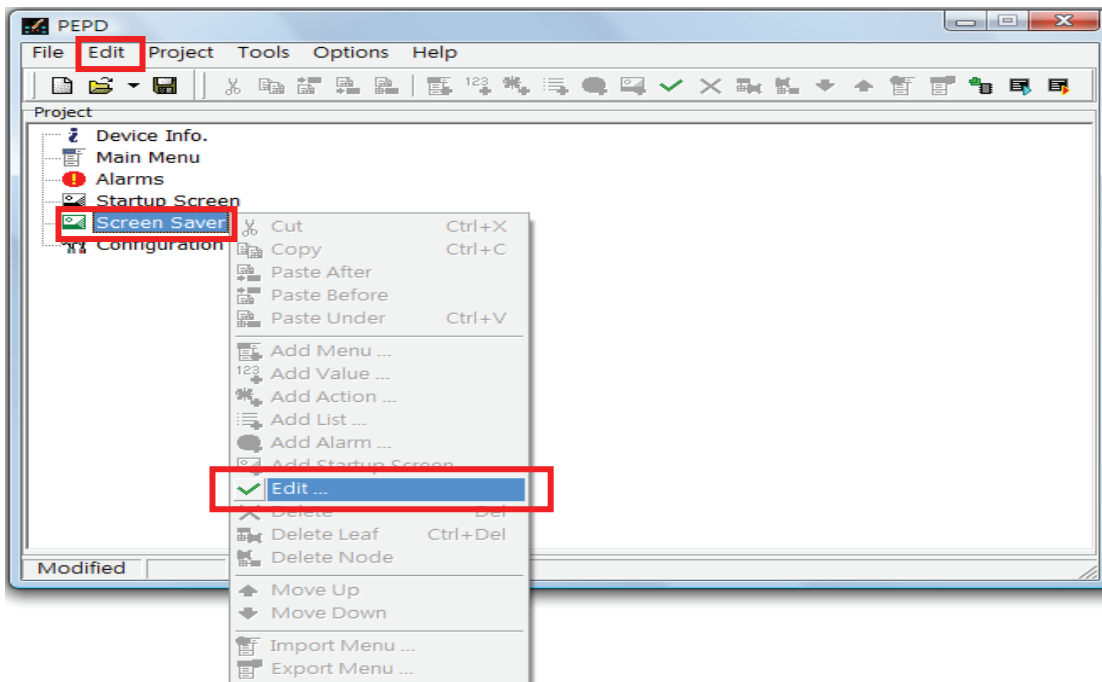 PEPD
File Edit Project Tools Options Help
123
Project
Device Info.
Main Menu
Alarms
Startup Screen
Screen Saver
Configuration
Cut Ctrl+X
Copy Ctrl+C
Paste After
Paste Before
Paste Under Ctrl+V
Add Menu ...
123 Add Value ...
Add Action ...
Add List ...
Add Alarm ...
Add Startup Screen
Edit ...
Delete Del
Delete Leaf Ctrl+Del
Delete Node
Move Up
Move Down
Import Menu ...
Export Menu ...
Modified